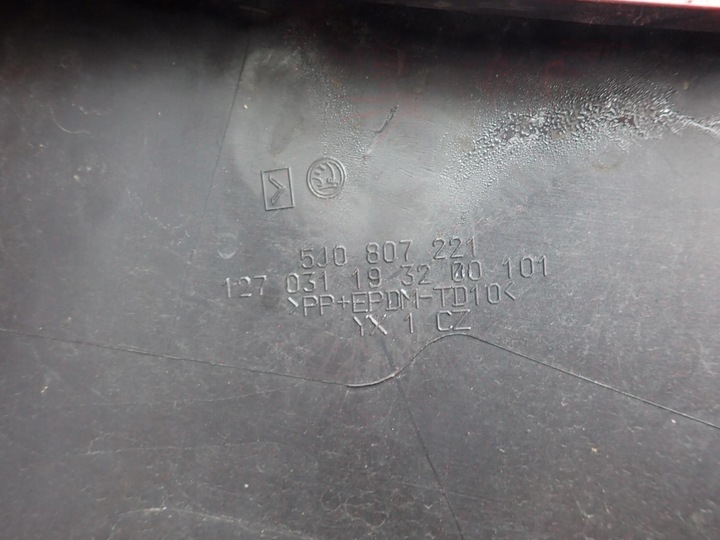 5J0 807 221
127 031 19 32 00 101
>PP+EPDM-TD10<
YX 1 CZ